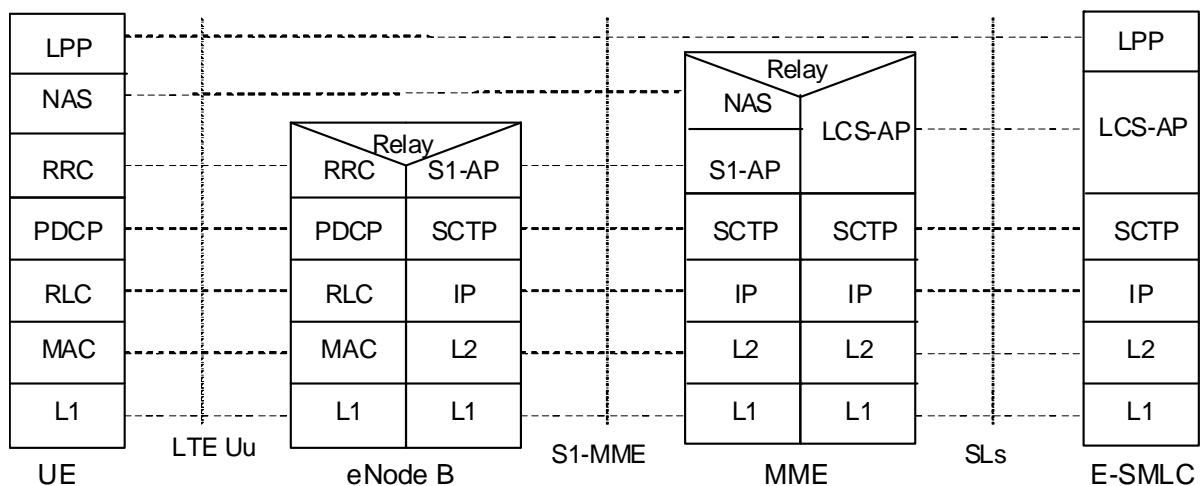 LPP LPP
Relay
NAS NAS
LCS-AP LCS-AP
Relay
RRC RRC S1-AP S1-AP
PDCP PDCP SCTP SCTP SCTP SCTP
RLC RLC IP IP IP IP
MAC MAC L2 L2 L2 L2
L1 L1 L1 L1 L1 L1
LTE Uu S1-MME SLs
UE eNode B MME E-SMLC